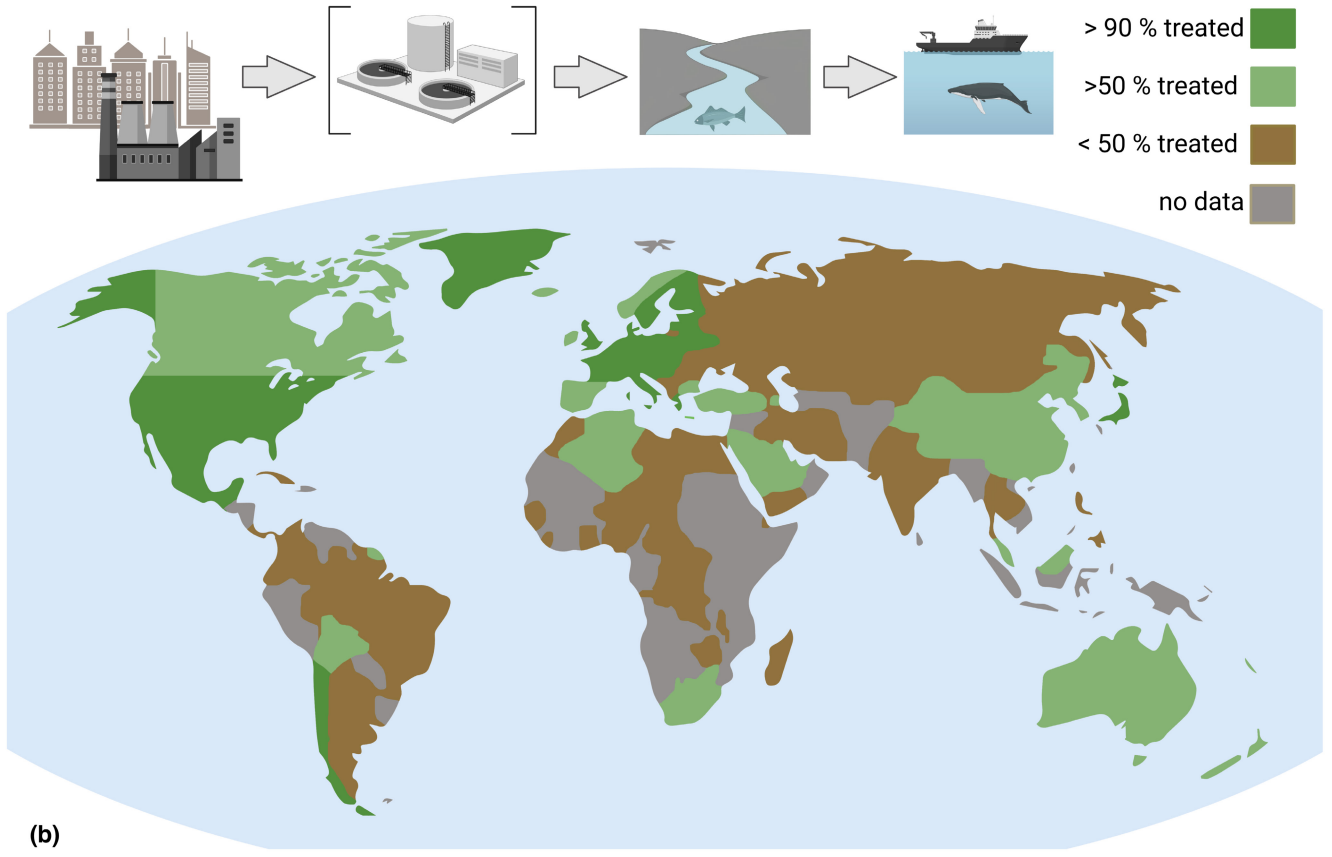 > 90 % treated
>50 % treated
< 50 % treated
no data
(b)